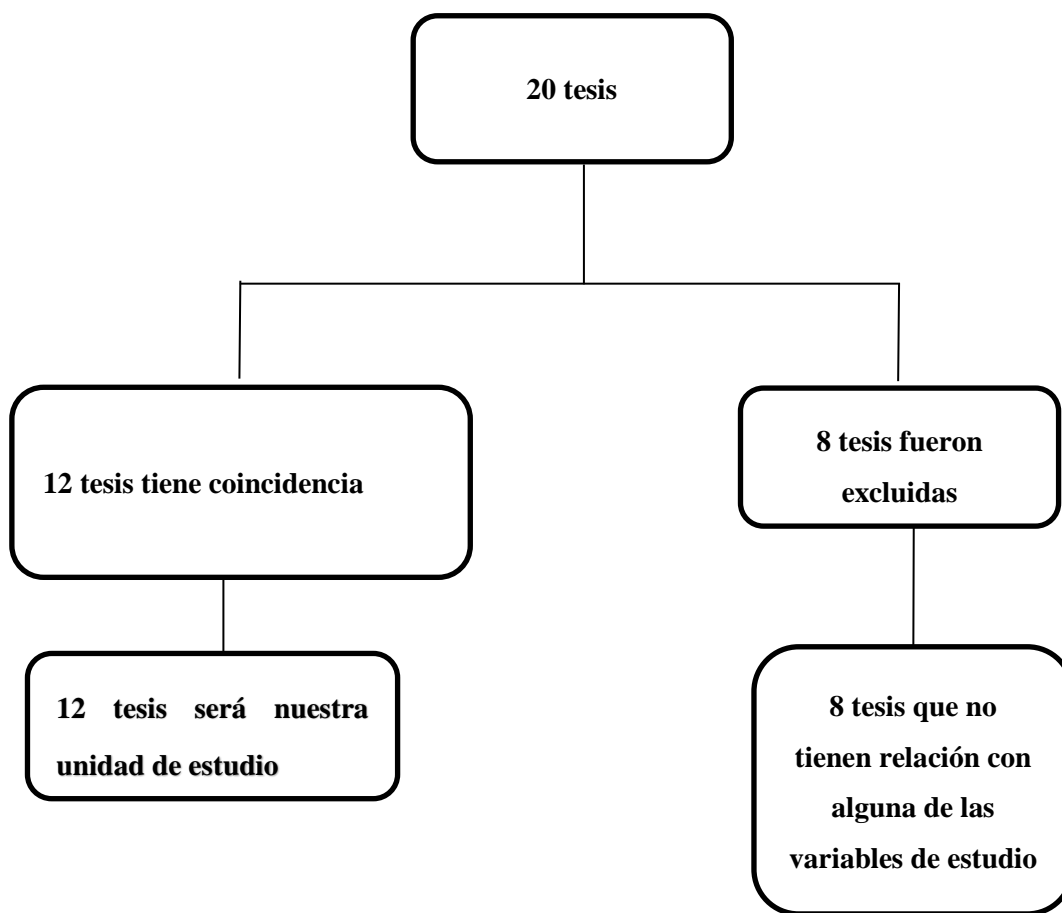 20 tesis
12 tesis tiene coincidencia
8 tesis fueron
excluidas
12 tesis será nuestra
unidad de estudio
8 tesis que no
tienen relación con
alguna de las
variables de estudio